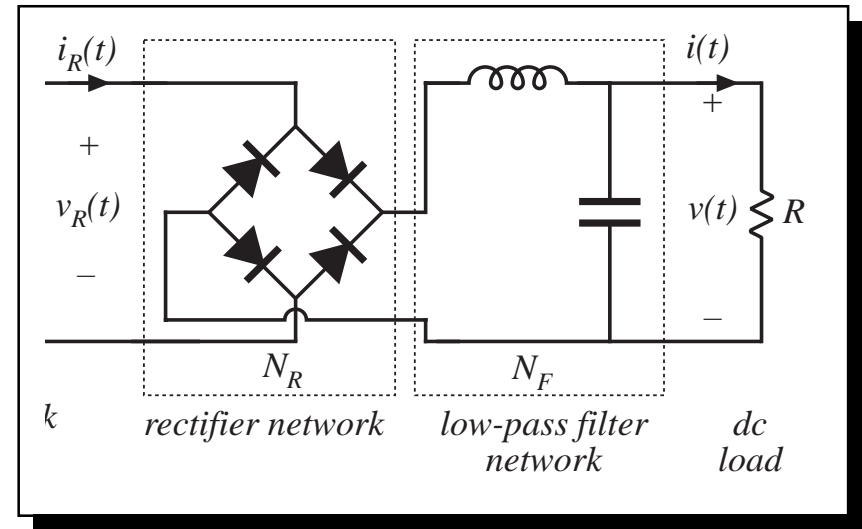 i_R(t)
i(t)
+
+
v_R(t)
v(t)
R
–
–
N_R
N_F
k
rectifier network
low-pass filter
network
dc
load